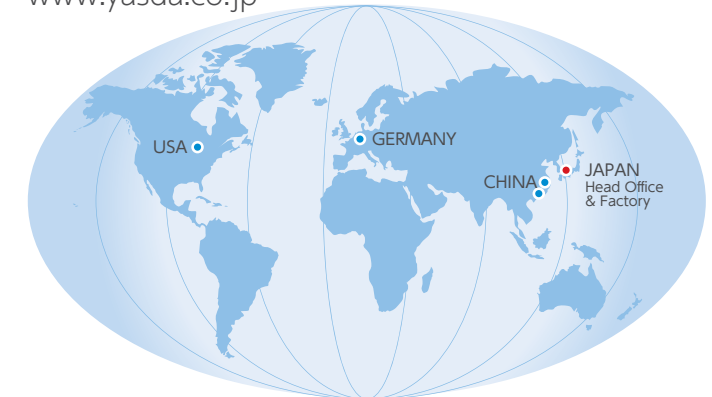 www.yasda.co.jp
USA
GERMANY
CHINA
JAPAN
Head Office
& Factory